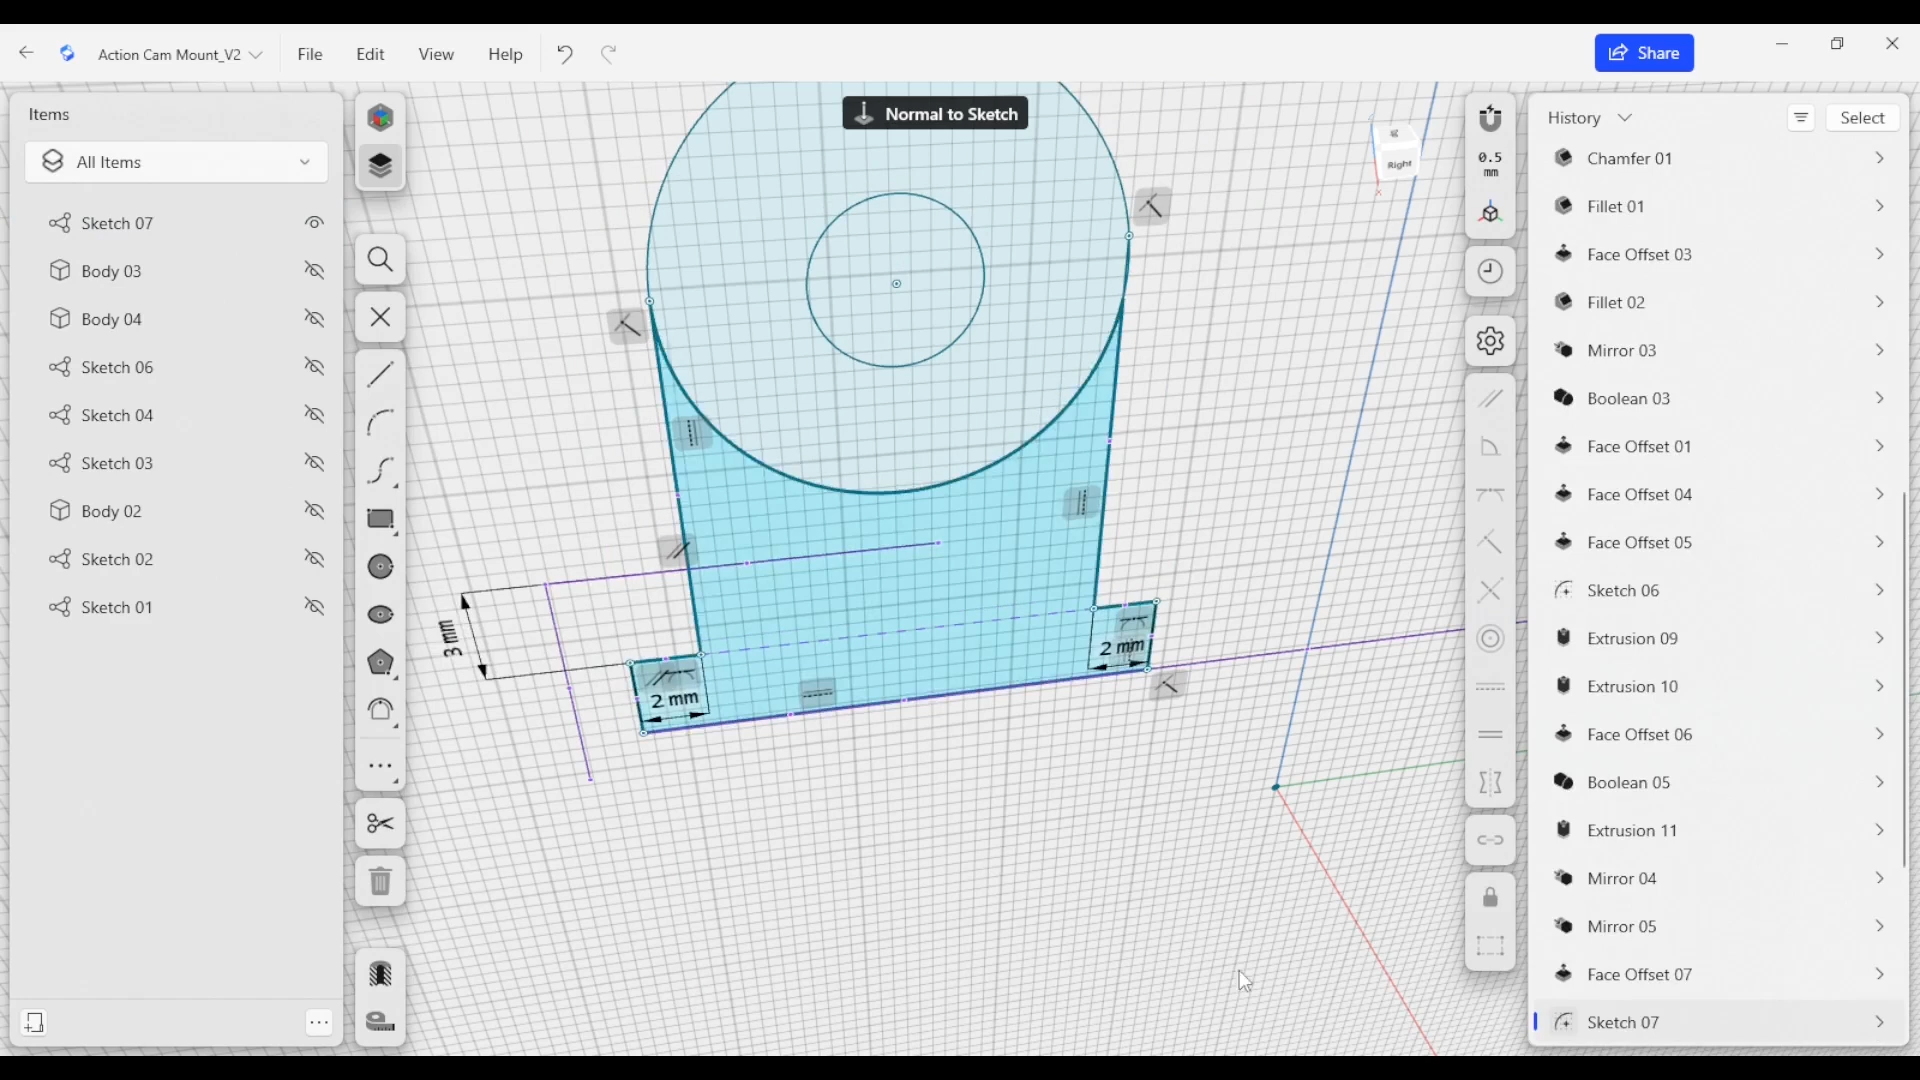 Action Cam Mount_V2
File
Edit
View
Help
Share
Items
All Items
Sketch 07
Body 03
Body 04
Sketch 06
Sketch 04
Sketch 03
Body 02
Sketch 02
Sketch 01
Normal to Sketch
3 mm
2 mm
2 mm
Right
0.5
mm
History
Select
Chamfer 01
Fillet 01
Face Offset 03
Fillet 02
Mirror 03
Boolean 03
Face Offset 01
Face Offset 04
Face Offset 05
Sketch 06
Extrusion 09
Extrusion 10
Face Offset 06
Boolean 05
Extrusion 11
Mirror 04
Mirror 05
Face Offset 07
Sketch 07